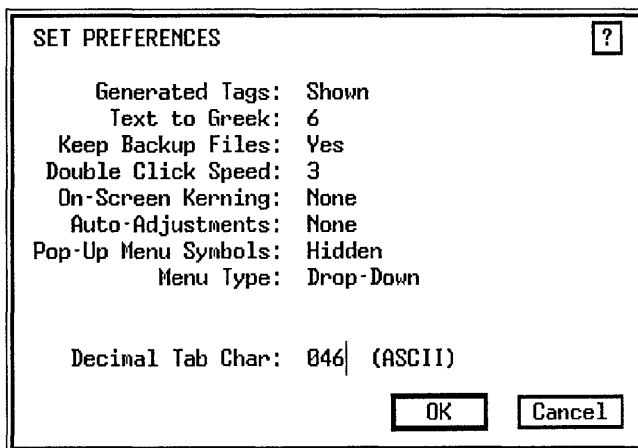 SET PREFERENCES ?
Generated Tags: Shown
Text to Greek: 6
Keep Backup Files: Yes
Double Click Speed: 3
On-Screen Kerning: None
Auto-Adjustments: None
Pop-Up Menu Symbols: Hidden
Menu Type: Drop-Down
Decimal Tab Char: 046 (ASCII)
OK Cancel